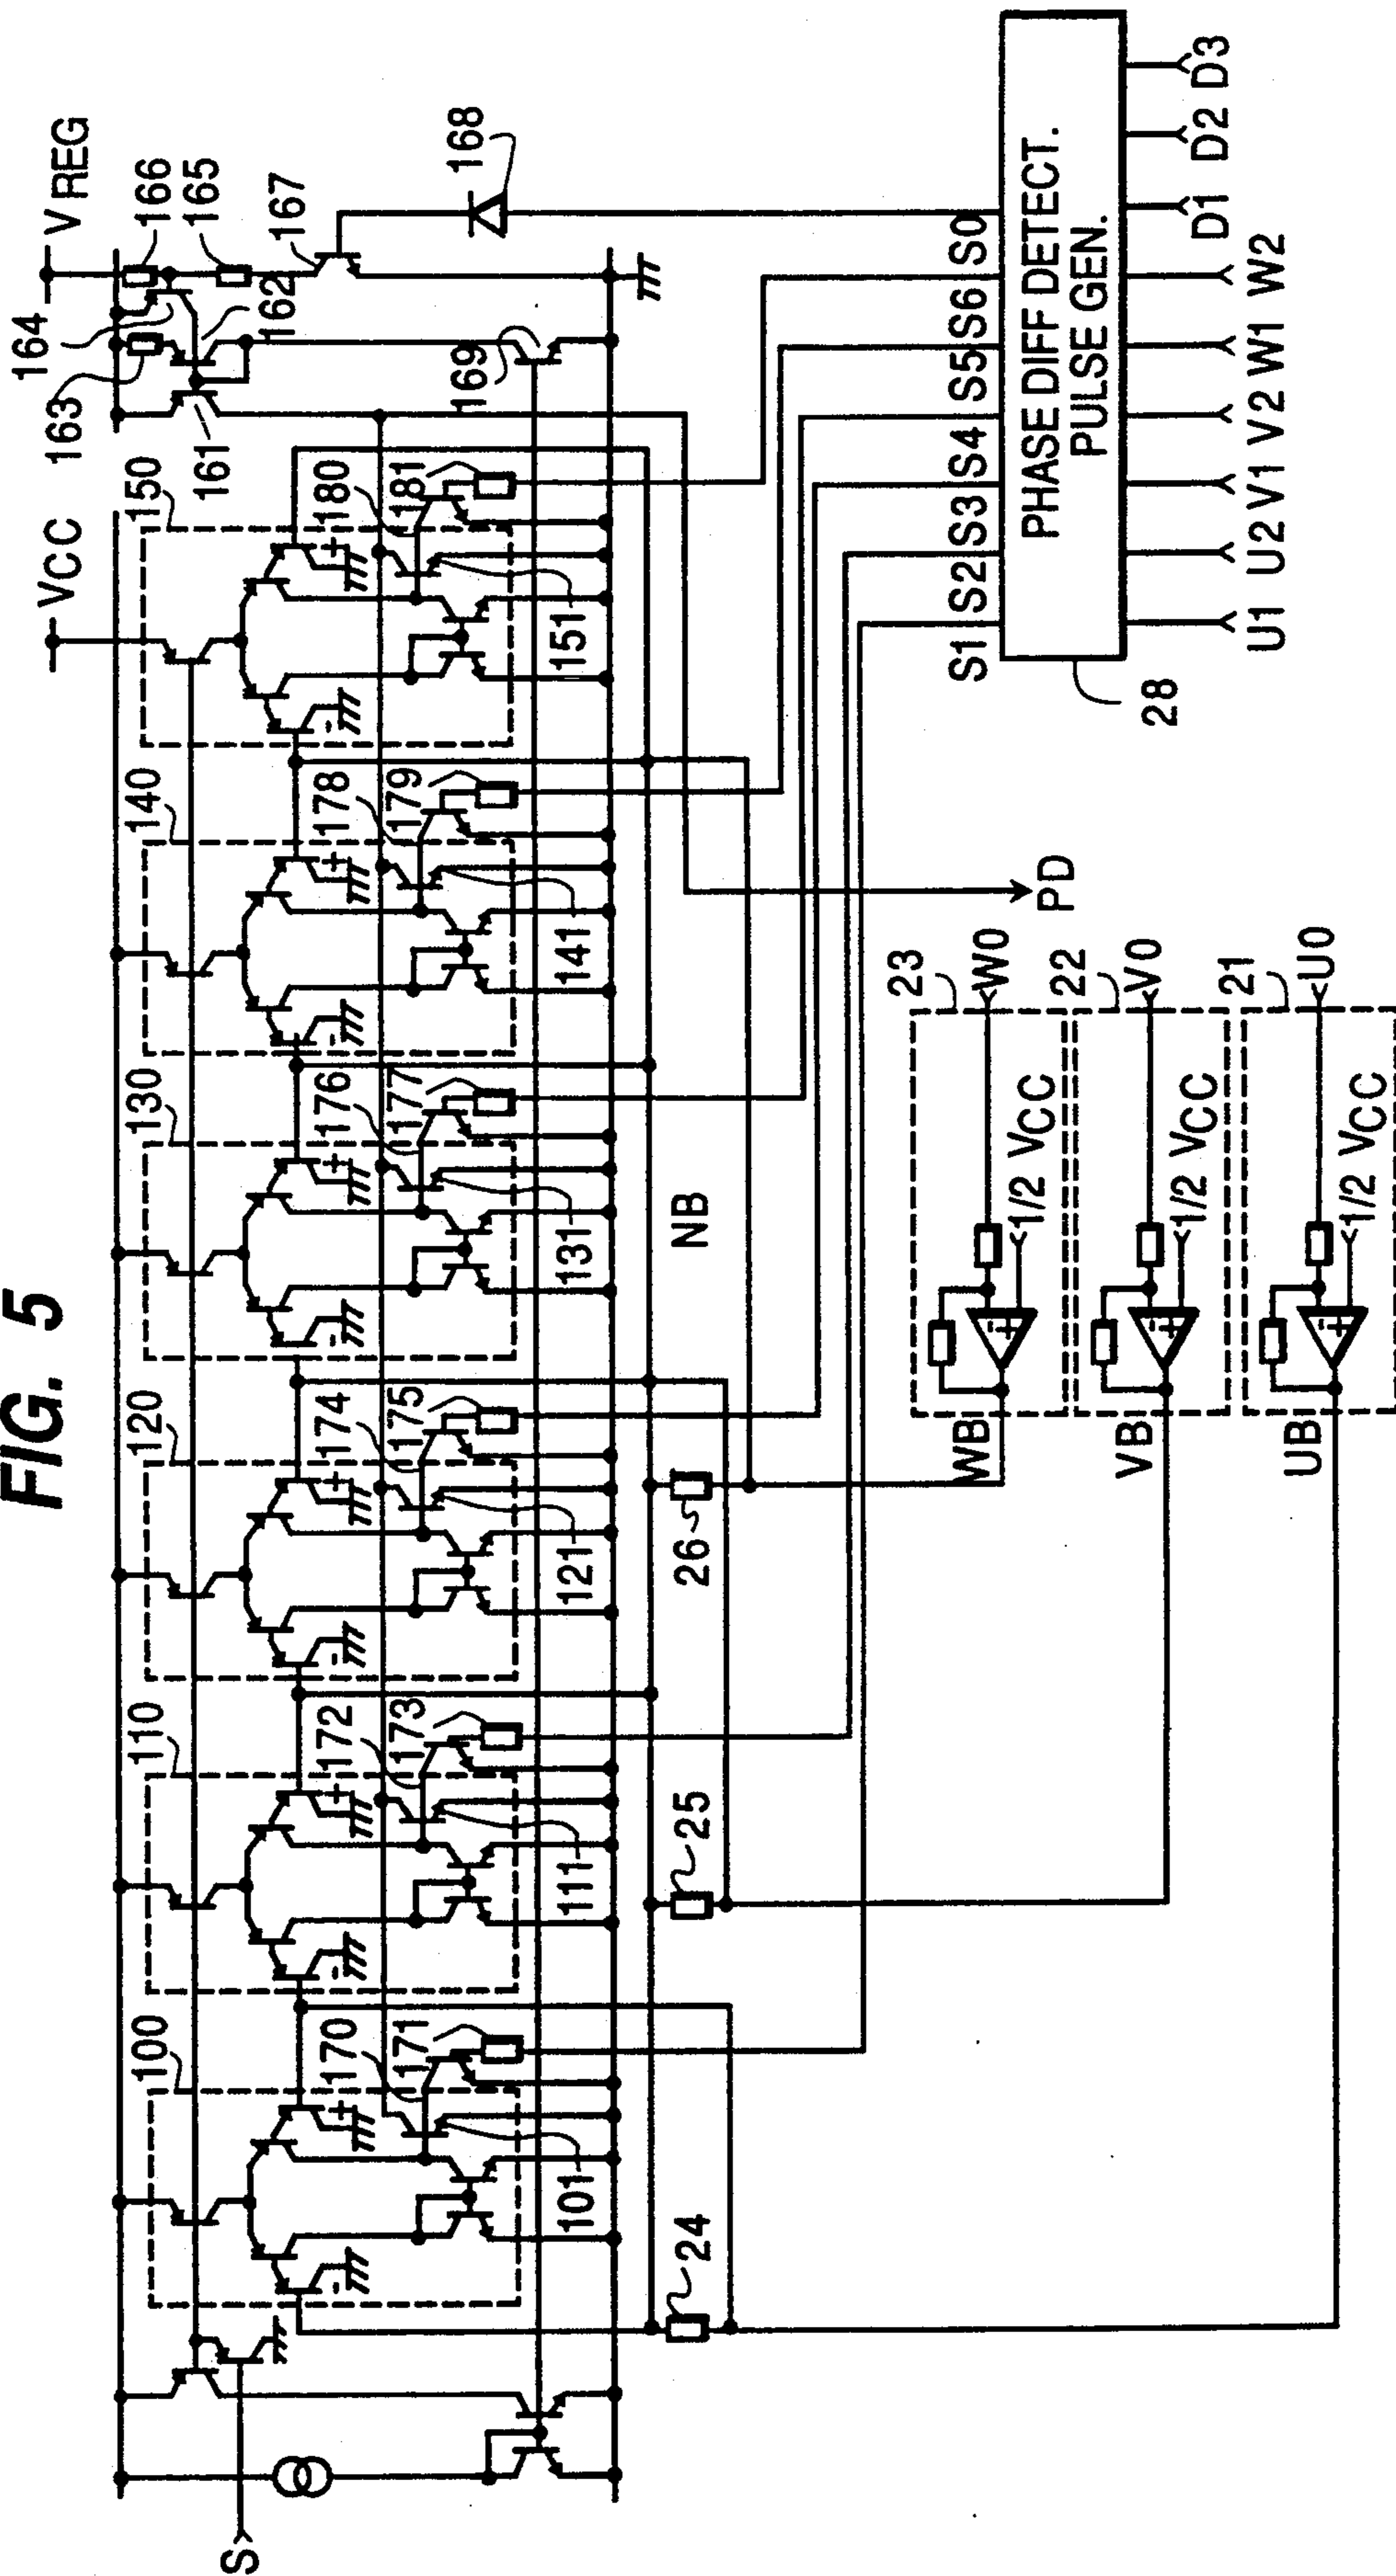 FIG. 5
VCC
VREG
S
100
110
120
130
140
150
161
162
163
164
165
166
167
168
169
170
171
172
173
174
175
176
177
178
179
180
181
101
111
121
131
141
151
24
25
26
NB
PD
S1
S2
S3
S4
S5
S6
S0
PHASE DIFF DETECT.
PULSE GEN.
28
U1
U2
V1
V2
W1
W2
D1
D2
D3
WB
- +
1/2 VCC
W0
23
VB
- +
1/2 VCC
V0
22
UB
- +
1/2 VCC
U0
21
- +
- +
- +
- +
- +
- +